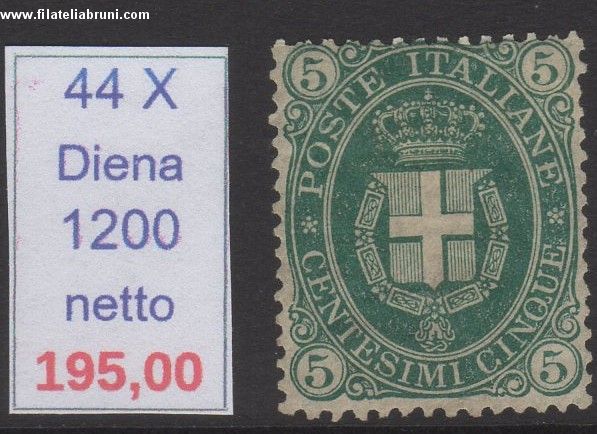 www.filateliabruni.com
44 X
Diena
1200
netto
195,00
5 5
* POSTE ITALIANE *
CENTESIMI CINQUE
5 5